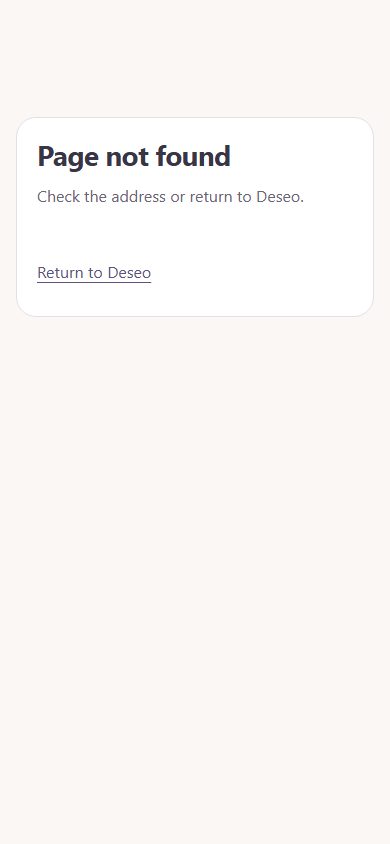 Page not found
Check the address or return to Deseo.
Return to Deseo